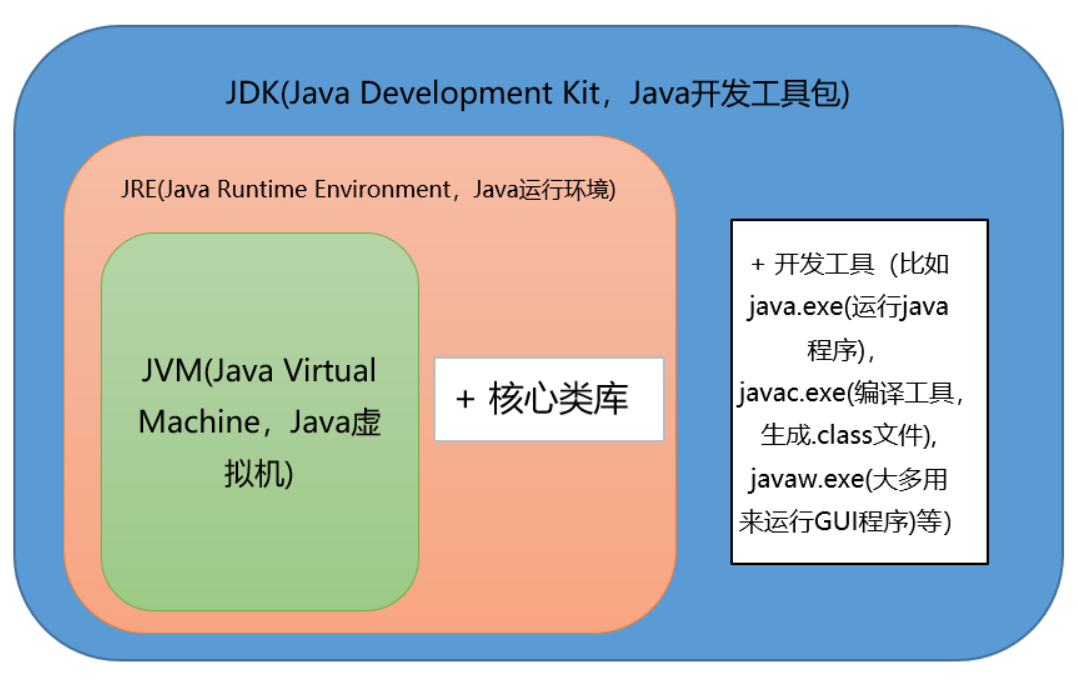 JDK(Java Development Kit，Java开发工具包)
JRE(Java Runtime Environment，Java运行环境)
JVM(Java Virtual
Machine，Java虚
拟机)
+ 核心类库
+ 开发工具（比如
java.exe(运行java
程序)，
javac.exe(编译工具，
生成.class文件),
javaw.exe(大多用
来运行GUI程序)等）